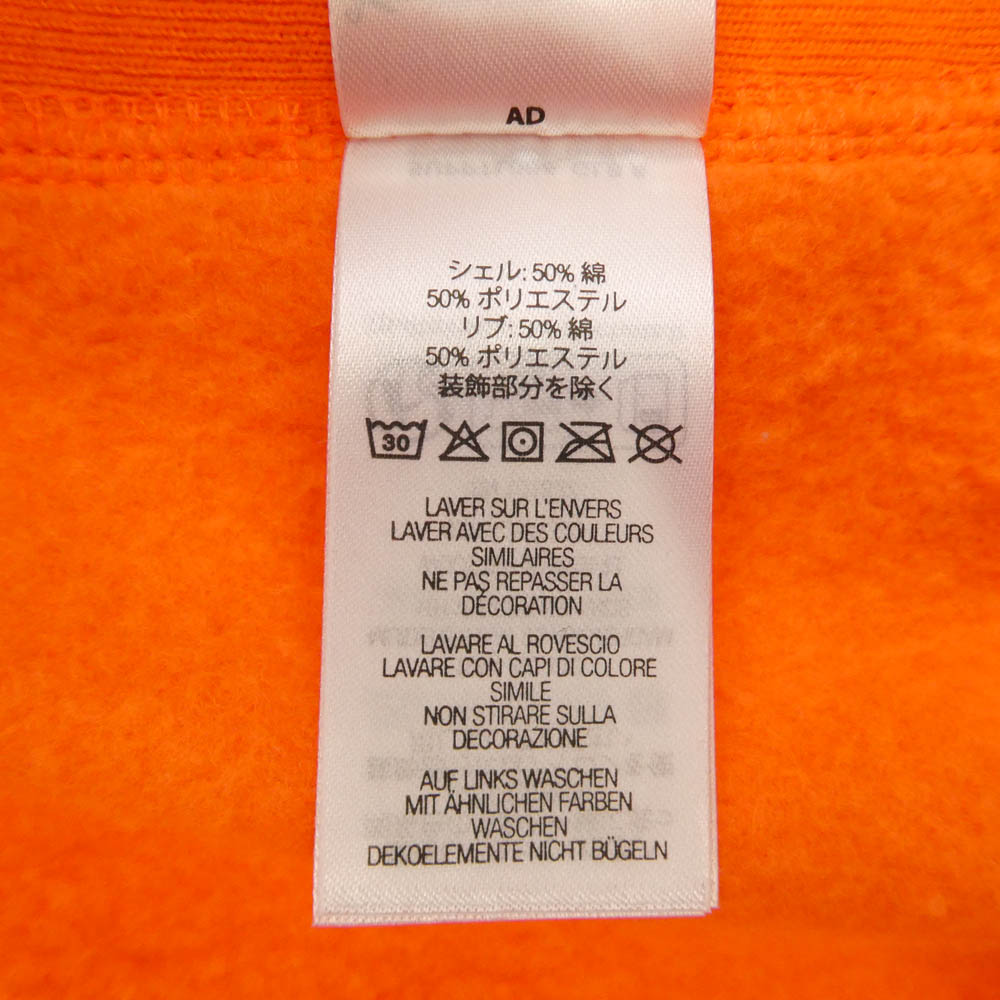 AD
シェル: 50% 綿
50% ポリエステル
リブ: 50% 綿
50% ポリエステル
装飾部分を除く
30
LAVER SUR L'ENVERS
LAVER AVEC DES COULEURS
SIMILAIRES
NE PAS REPASSER LA
DÉCORATION
LAVARE AL ROVESCIO
LAVARE CON CAPI DI COLORE
SIMILE
NON STIRARE SULLA
DECORAZIONE
AUF LINKS WASCHEN
MIT ÄHNLICHEN FARBEN
WASCHEN
DEKOELEMENTE NICHT BÜGELN